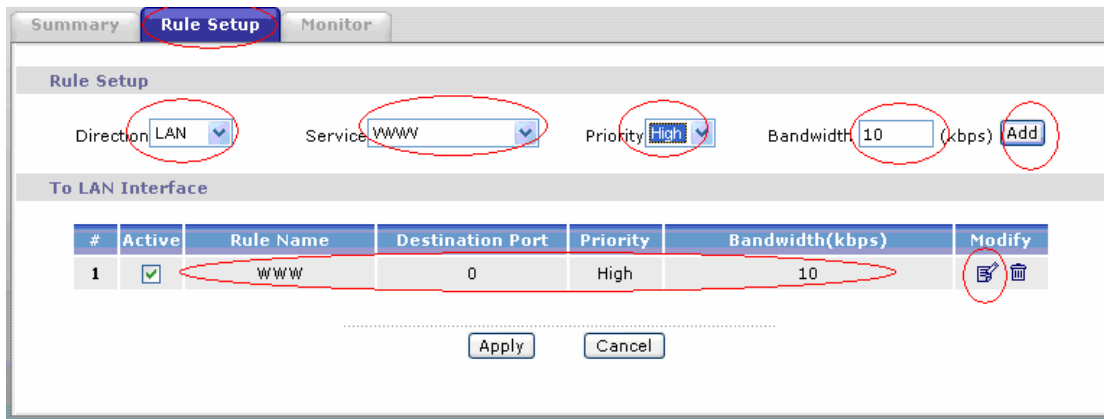 Summary Rule Setup Monitor
Rule Setup
Direction LAN Service WWW Priority High Bandwidth 10 (kbps) Add
To LAN Interface
# Active Rule Name Destination Port Priority Bandwidth(kbps) Modify
1 WWW 0 High 10
Apply Cancel